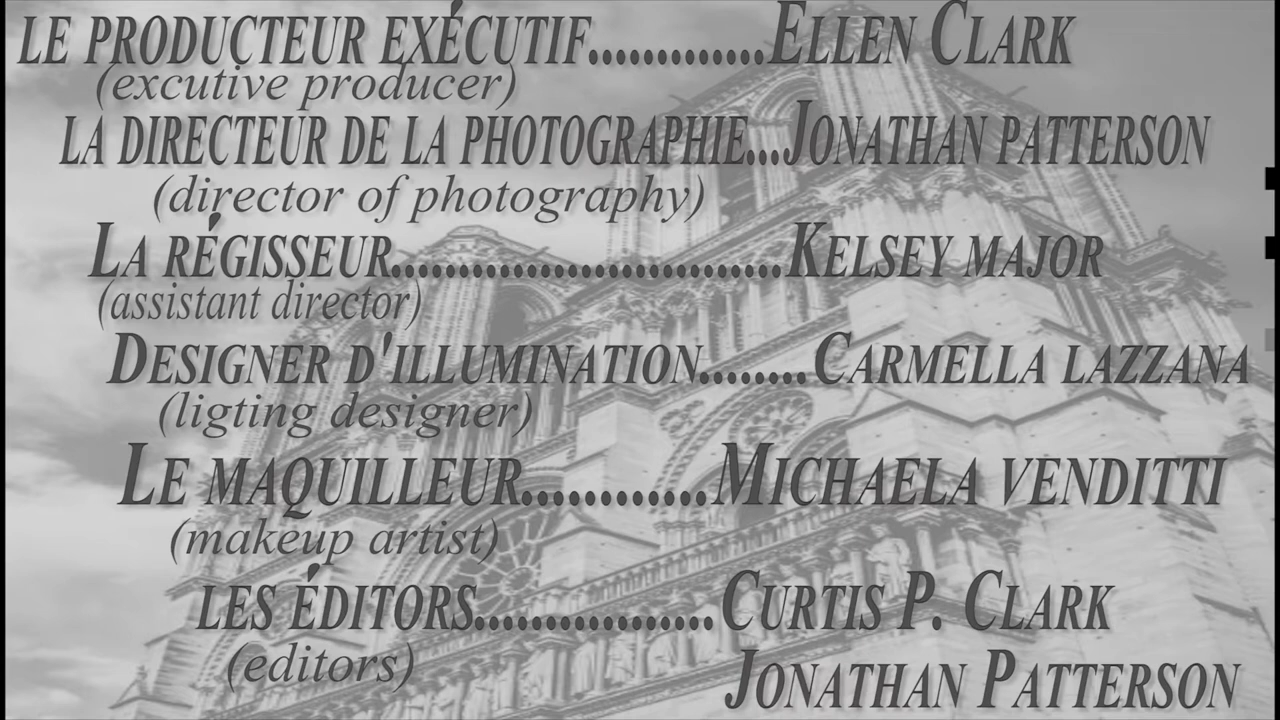 LE PRODUCTEUR EXÉCUTIF.............ELLEN CLARK
(excutive producer)
LA DIRECTEUR DE LA PHOTOGRAPHIE...JONATHAN PATTERSON
(director of photography)
LA RÉGISSEUR.............................KELSEY MAJOR
(assistant director)
DESIGNER D'ILLUMINATION........CARMELLA LAZZANA
(ligting designer)
LE MAQUILLEUR............MICHAELA VENDITTI
(makeup artist)
LES ÉDITORS.................CURTIS P. CLARK
(editors)
JONATHAN PATTERSON